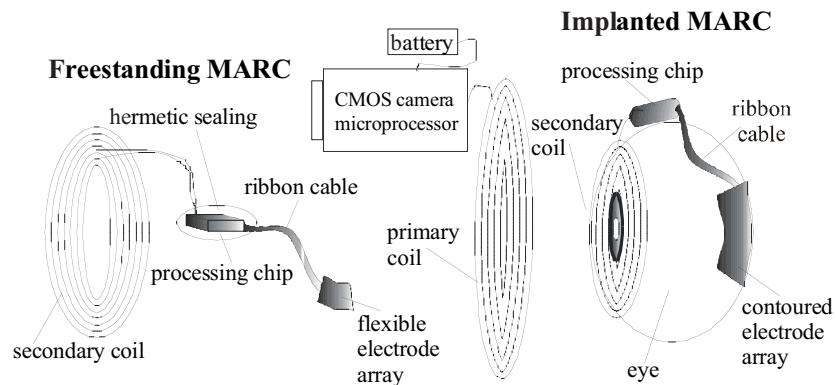 Freestanding MARC
hermetic sealing
ribbon cable
processing chip
secondary coil
flexible
electrode
array
battery
CMOS camera
microprocessor
primary
coil
Implanted MARC
processing chip
secondary
coil
ribbon
cable
contoured
electrode
array
eye